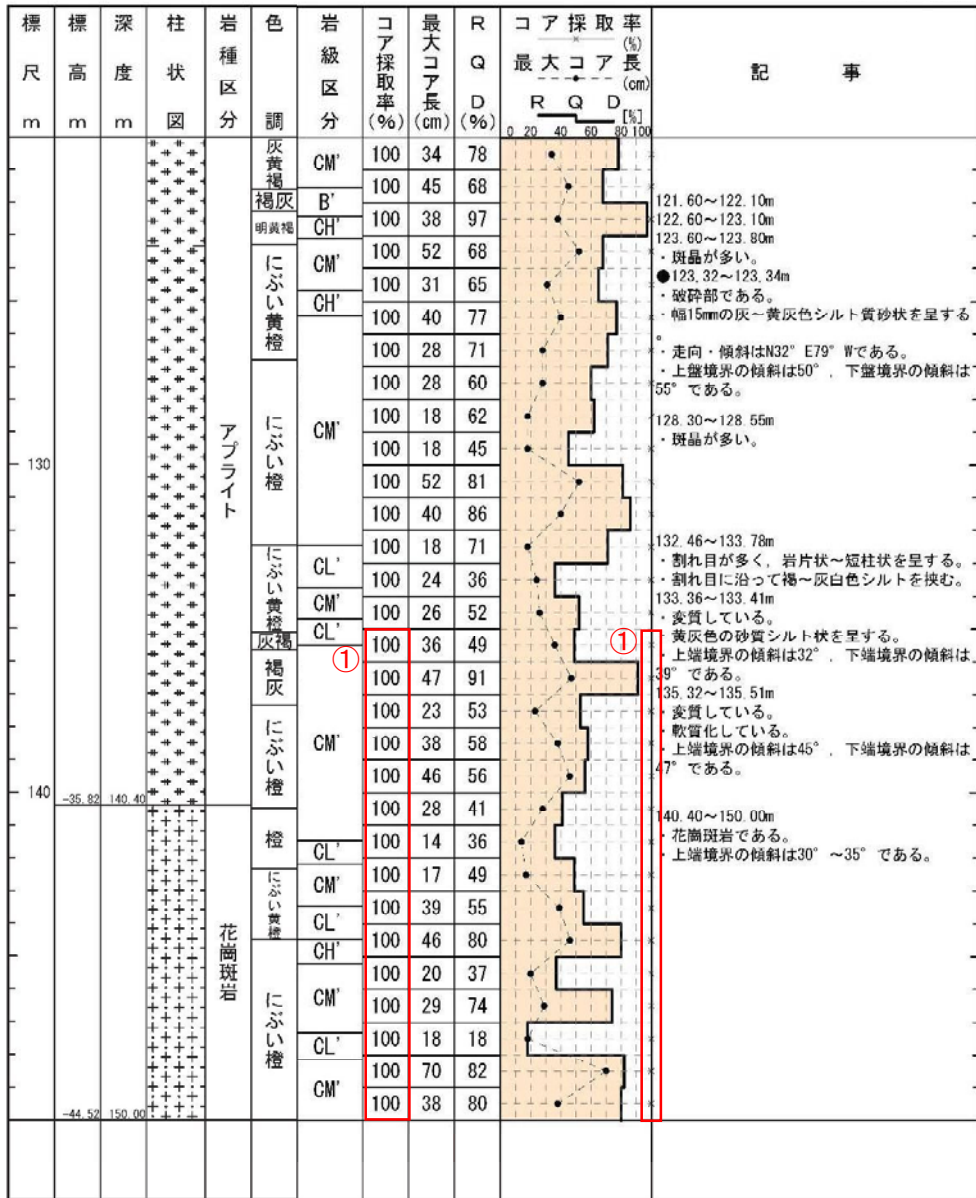 標尺 m
標高 m
深度 m
柱状図
岩種区分
色調
岩級区分
コア採取率 (%)
最大コア長 (cm)
RQD (%)
コア採取率 (%)
最大コア長 (cm)
RQD [%]
0 20 40 60 80 100
記事
130
140
-35.82 140.40
-44.52 150.00
アプライト
花崗斑岩
灰黄褐
褐灰
明黄褐
にぶい黄橙
にぶい橙
にぶい黄橙
灰褐
褐灰
にぶい橙
橙
にぶい黄橙
にぶい橙
CM'
B'
CH'
CM'
CH'
CM'
CL'
CM'
CL'
CM'
CL'
CM'
CL'
CH'
CM'
CL'
CM'
100 34 78
100 45 68
100 38 97
100 52 68
100 31 65
100 40 77
100 28 71
100 28 60
100 18 62
100 18 45
100 52 81
100 40 86
100 18 71
100 24 36
100 26 52
100 36 49
100 47 91
100 23 53
100 38 58
100 46 56
100 28 41
100 14 36
100 17 49
100 39 55
100 46 80
100 20 37
100 29 74
100 18 18
100 70 82
100 38 80
①
①
121.60～122.10m
122.60～123.10m
123.60～123.80m
・斑晶が多い。
●123.32～123.34m
・破砕部である。
・幅15mmの灰～黄灰色シルト質砂状を呈する
。
・走向・傾斜はN32°E79°Wである。
・上盤境界の傾斜は50°，下盤境界の傾斜は
55°である。
128.30～128.55m
・斑晶が多い。
132.46～133.78m
・割れ目が多く，岩片状～短柱状を呈する。
・割れ目に沿って褐～灰白色シルトを挟む。
133.36～133.41m
・変質している。
・黄灰色の砂質シルト状を呈する。
・上端境界の傾斜は32°，下端境界の傾斜は
39°である。
135.32～135.51m
・変質している。
・軟質化している。
・上端境界の傾斜は45°，下端境界の傾斜は
47°である。
140.40～150.00m
・花崗斑岩である。
・上端境界の傾斜は30°～35°である。